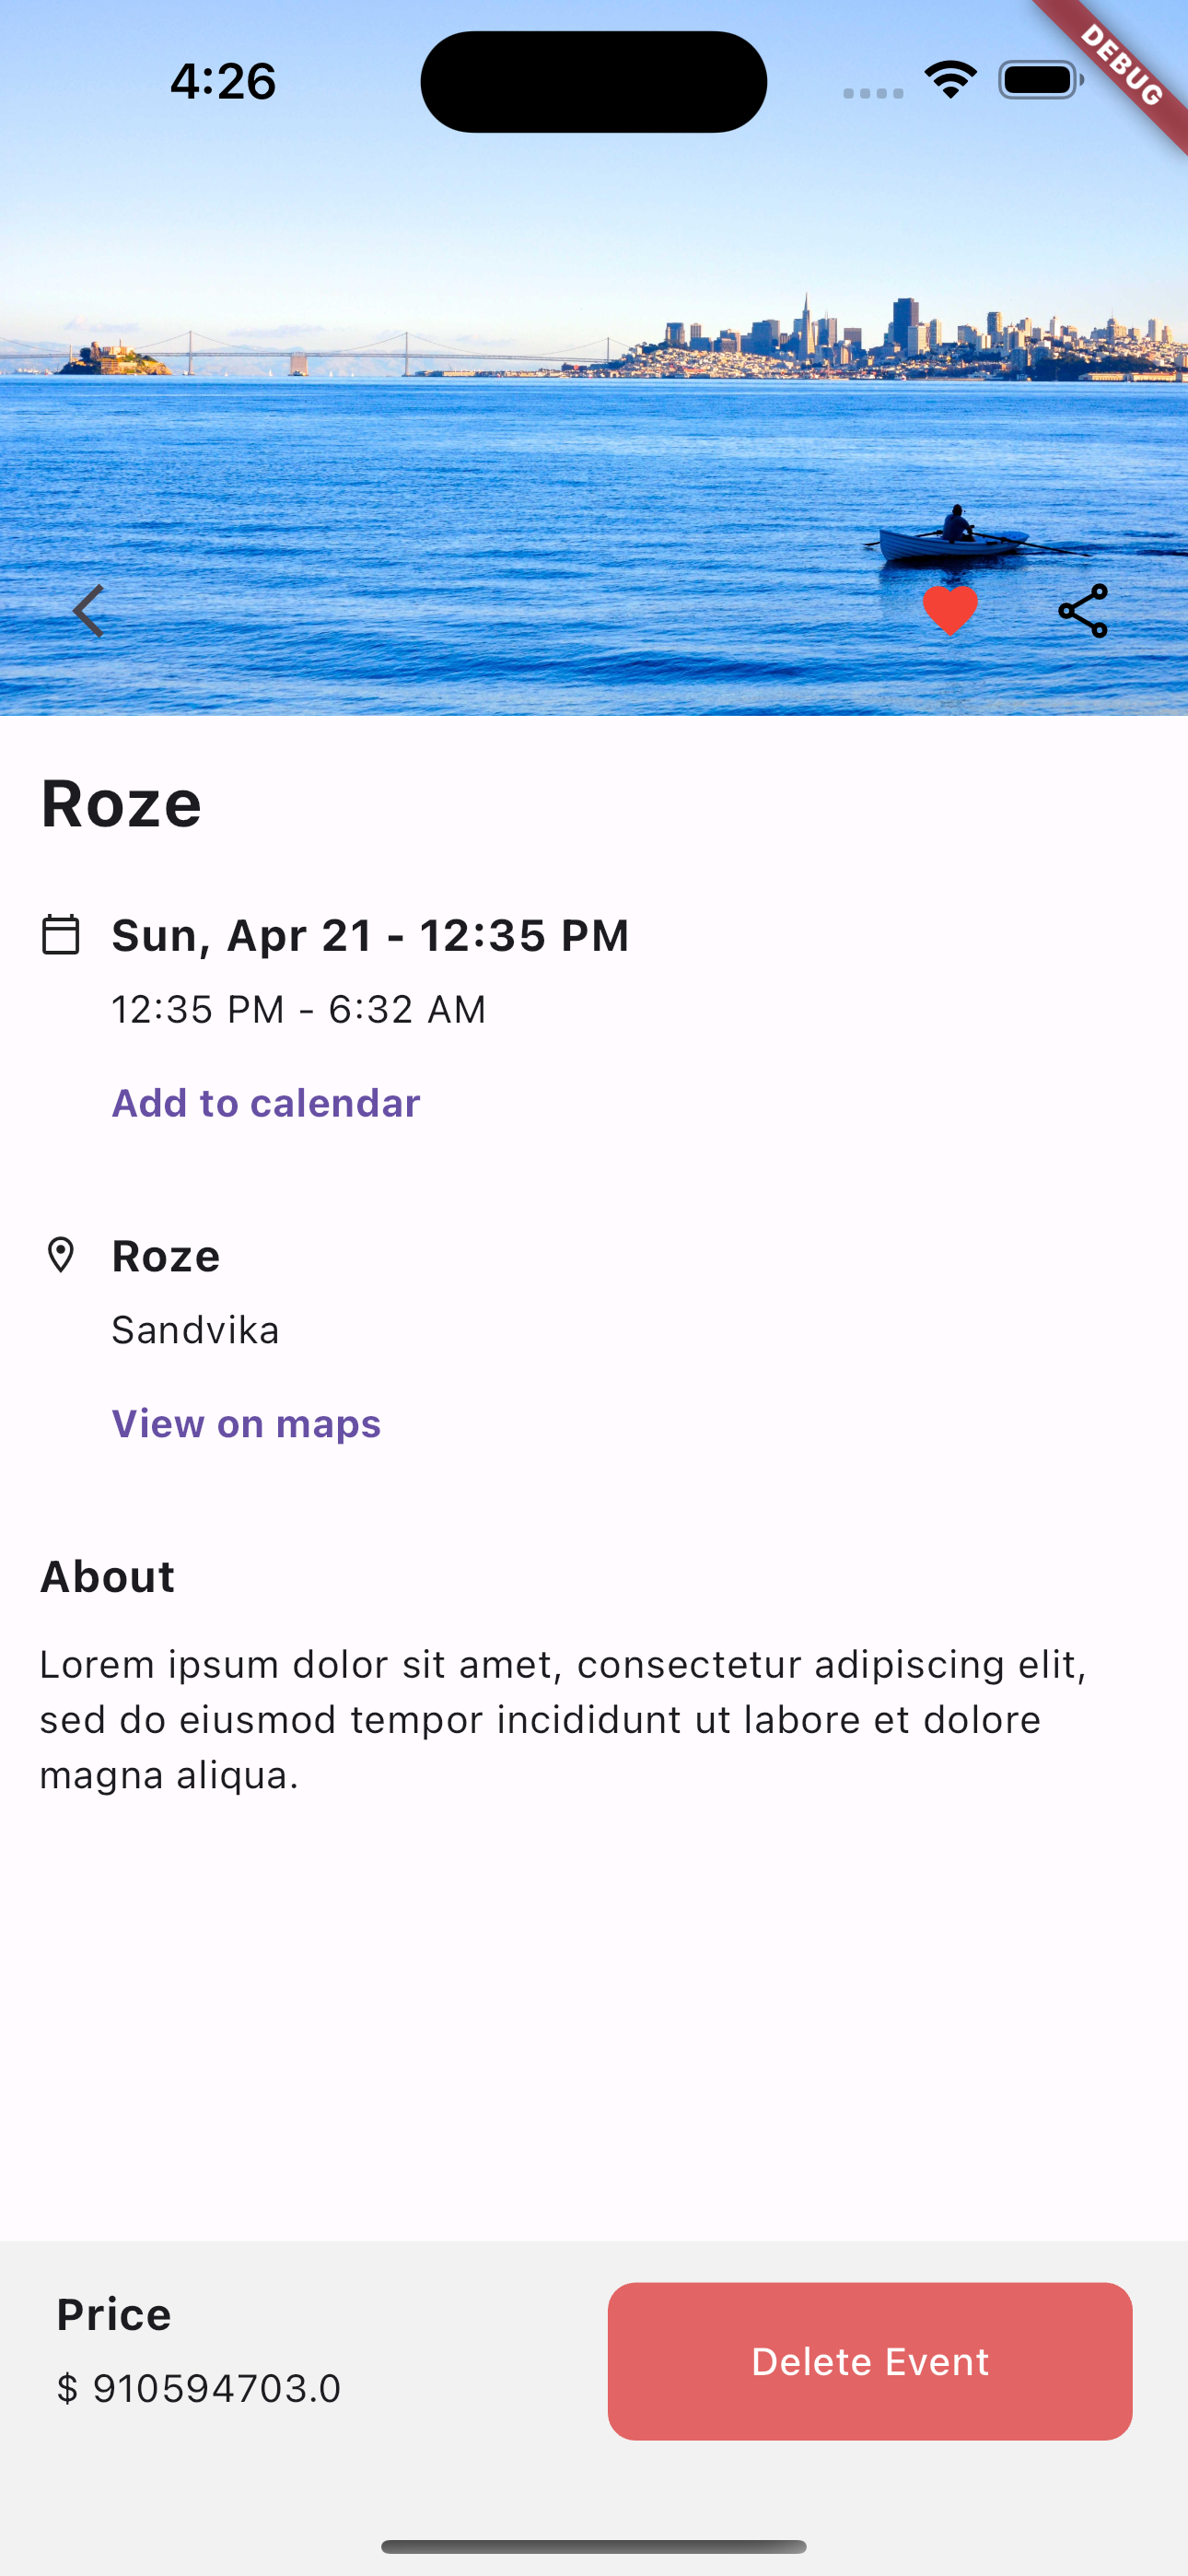 4:26
DEBUG
Roze
Sun, Apr 21 - 12:35 PM
12:35 PM - 6:32 AM
Add to calendar
Roze
Sandvika
View on maps
About
Lorem ipsum dolor sit amet, consectetur adipiscing elit,
sed do eiusmod tempor incididunt ut labore et dolore
magna aliqua.
Price
$ 910594703.0
Delete Event